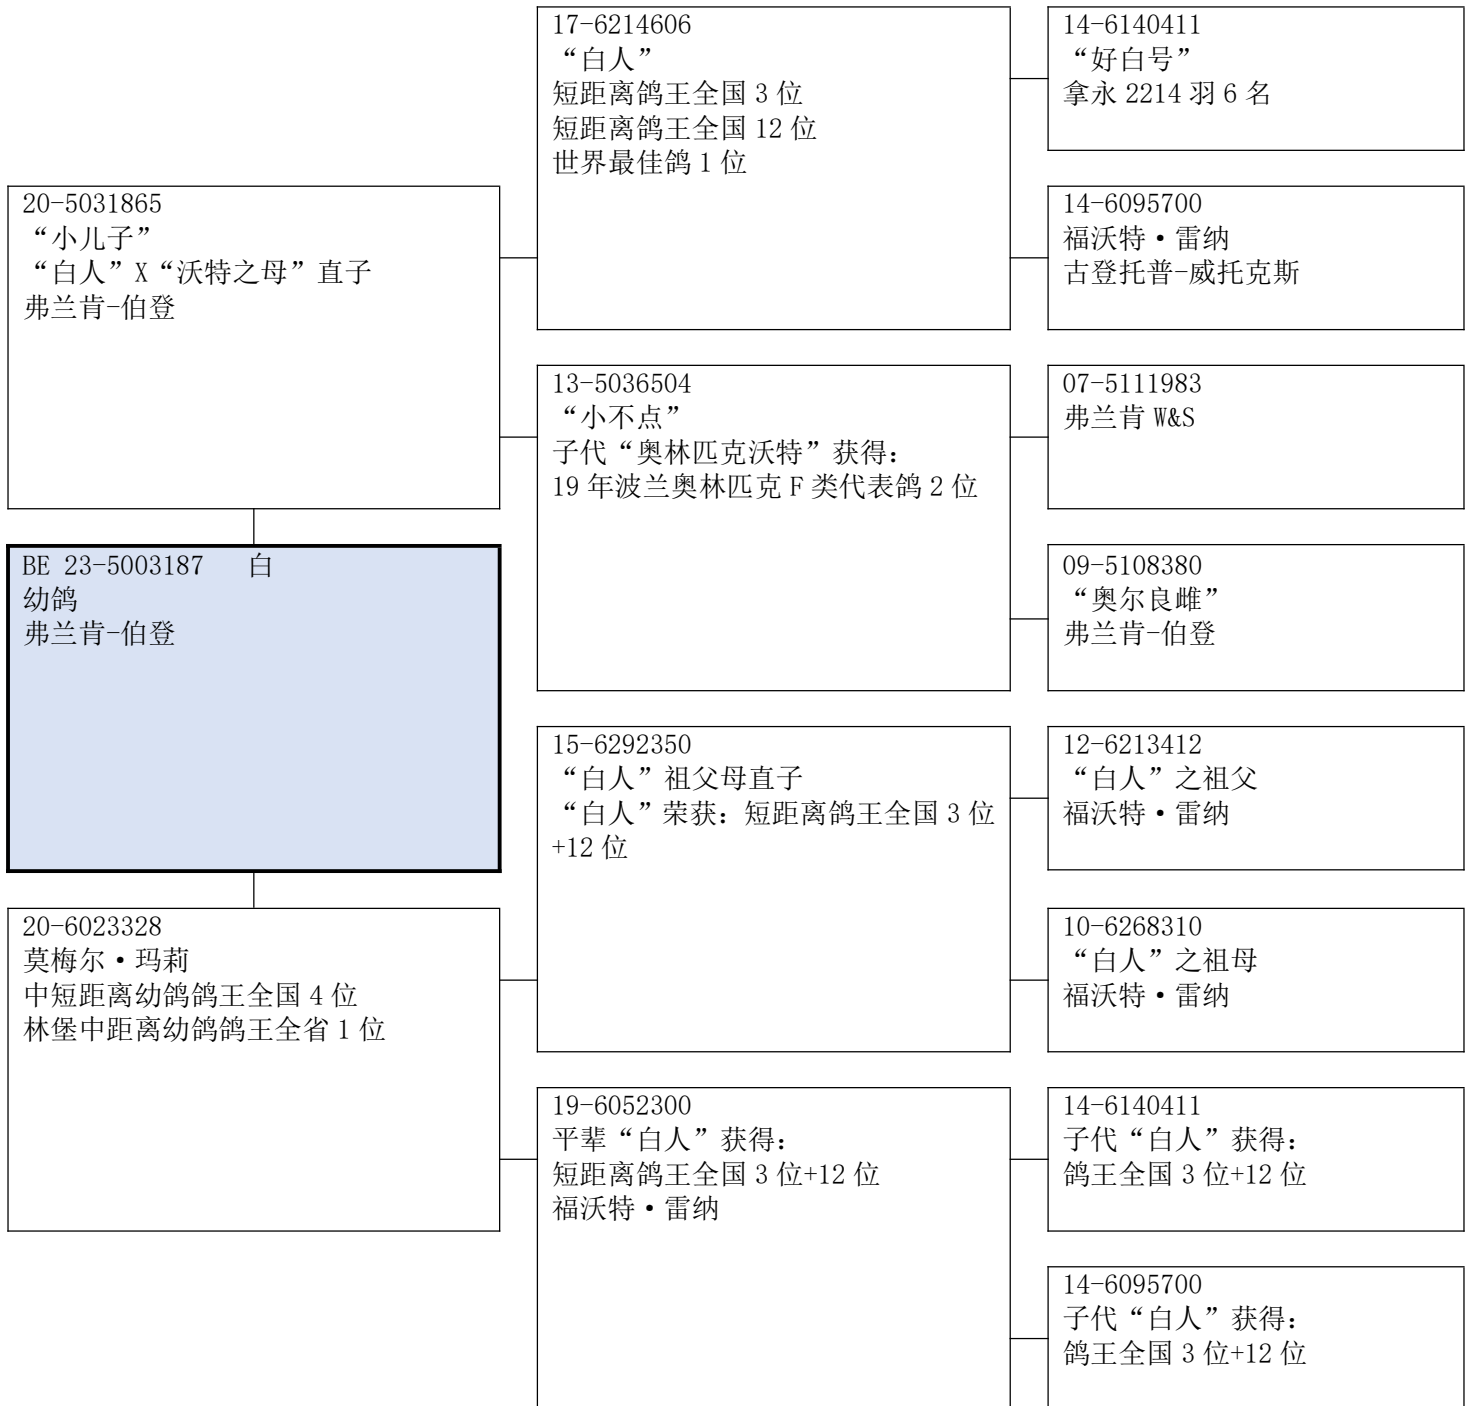 17-6214606
“白人”
短距离鸽王全国 3 位
短距离鸽王全国 12 位
世界最佳鸽 1 位
14-6140411
“好白号”
拿永 2214 羽 6 名
20-5031865
“小儿子”
“白人”X“沃特之母”直子
弗兰肯-伯登
14-6095700
福沃特·雷纳
古登托普-威托克斯
13-5036504
“小不点”
子代“奥林匹克沃特”获得：
19 年波兰奥林匹克 F 类代表鸽 2 位
07-5111983
弗兰肯 W&S
BE 23-5003187 白
幼鸽
弗兰肯-伯登
09-5108380
“奥尔良雌”
弗兰肯-伯登
15-6292350
“白人”祖父母直子
“白人”荣获：短距离鸽王全国 3 位
+12 位
12-6213412
“白人”之祖父
福沃特·雷纳
20-6023328
莫梅尔·玛莉
中短距离幼鸽鸽王全国 4 位
林堡中距离幼鸽鸽王全省 1 位
10-6268310
“白人”之祖母
福沃特·雷纳
19-6052300
平辈“白人”获得：
短距离鸽王全国 3 位+12 位
福沃特·雷纳
14-6140411
子代“白人”获得：
鸽王全国 3 位+12 位
14-6095700
子代“白人”获得：
鸽王全国 3 位+12 位